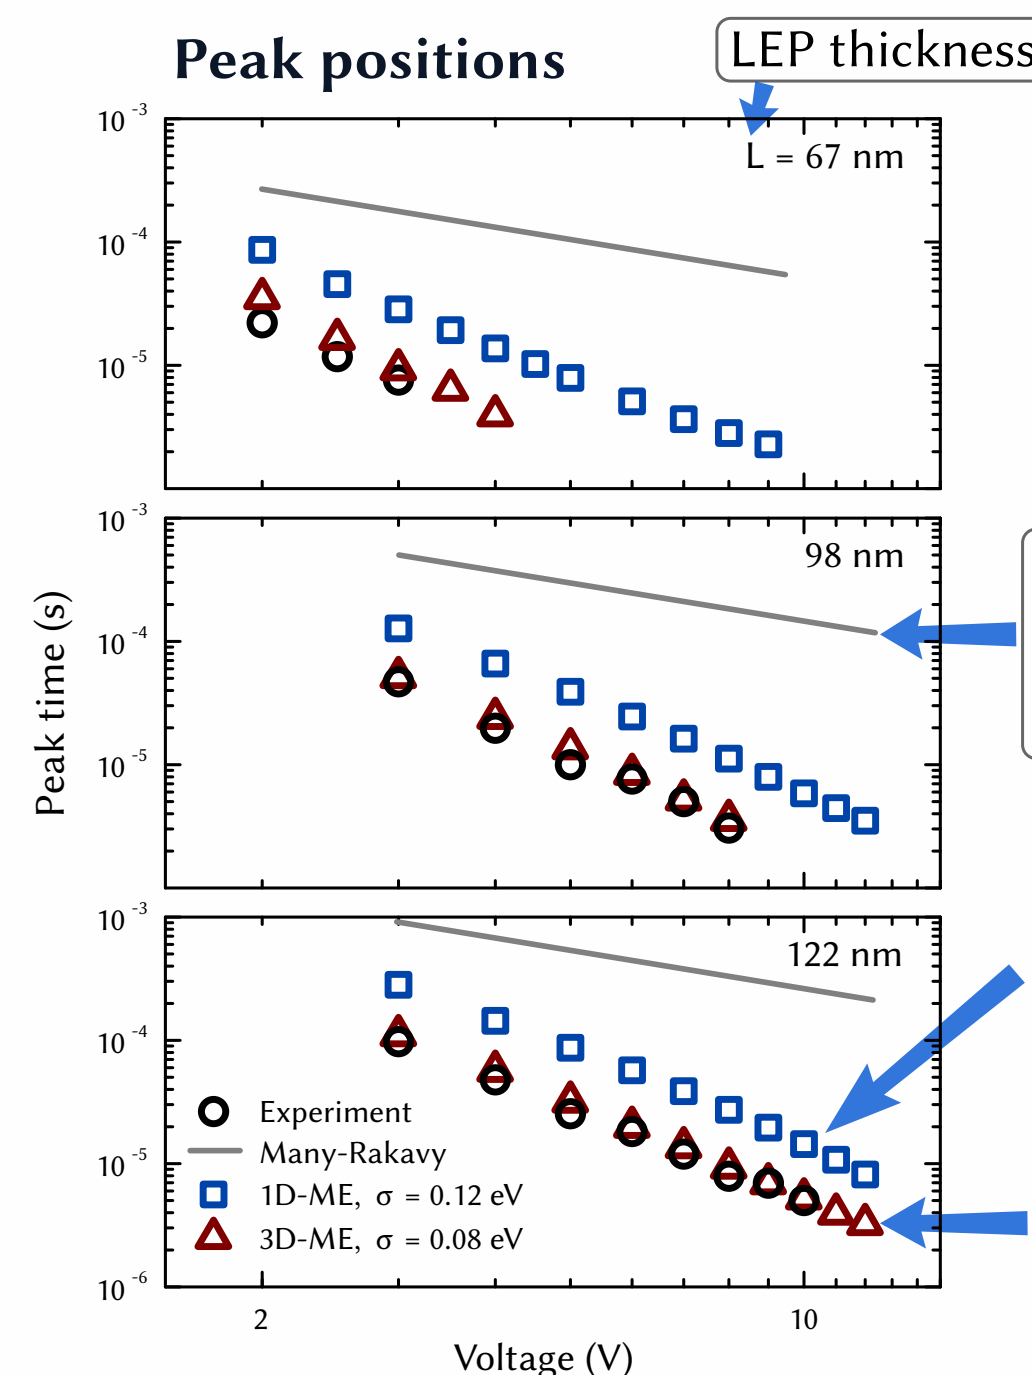 Peak positions
LEP thickness
10⁻³
L = 67 nm
10⁻⁴
10⁻⁵
10⁻³
98 nm
10⁻⁴
10⁻⁵
Peak time (s)
10⁻³
122 nm
10⁻⁴
Experiment
Many-Rakavy
10⁻⁵
1D-ME, σ = 0.12 eV
3D-ME, σ = 0.08 eV
10⁻⁶
2
10
Voltage (V)